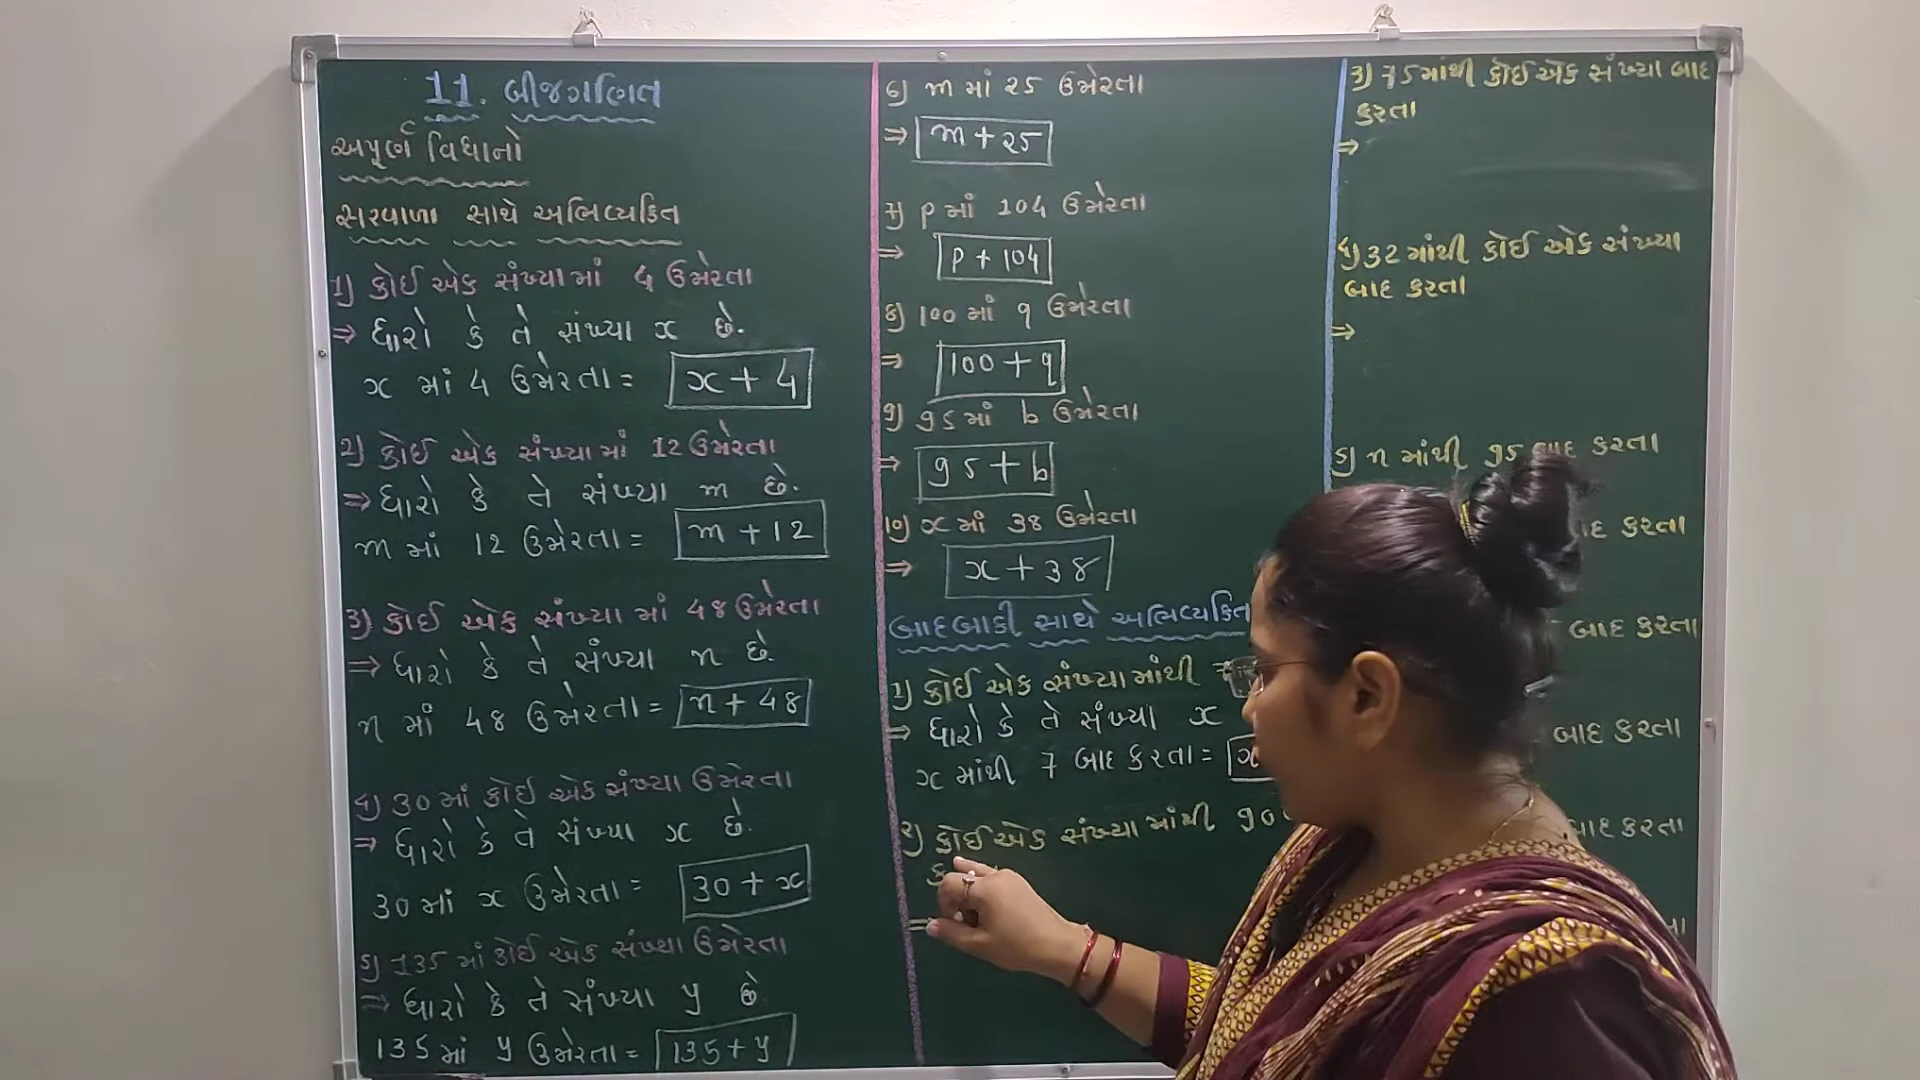 11. બીજગણિત
અપૂર્ણ વિધાનો
સરવાળા સાથે અભિવ્યકિત
1) કોઈ એક સંખ્યામાં 4 ઉમેરતા
⇒ ધારો કે તે સંખ્યા x છે.
x માં 4 ઉમેરતા = x + 4
2) કોઈ એક સંખ્યામાં 12 ઉમેરતા
⇒ ધારો કે તે સંખ્યા m છે.
m માં 12 ઉમેરતા = m + 12
3) કોઈ એક સંખ્યા માં 48 ઉમેરતા
⇒ ધારો કે તે સંખ્યા n છે.
n માં 48 ઉમેરતા = n + 48
4) 30 માં કોઈ એક સંખ્યા ઉમેરતા
⇒ ધારો કે તે સંખ્યા x છે.
30 માં x ઉમેરતા = 30 + x
5) 135 માં કોઈ એક સંખ્યા ઉમેરતા
⇒ ધારો કે તે સંખ્યા y છે
135 માં y ઉમેરતા = 135 + y
6) m માં 25 ઉમેરતા
⇒ m + 25
7) p માં 104 ઉમેરતા
⇒ p + 104
8) 100 માં q ઉમેરતા
⇒ 100 + q
9) 95 માં b ઉમેરતા
⇒ 95 + b
10) x માં 38 ઉમેરતા
⇒ x + 38
બાદબાકી સાથે અભિવ્યકિત
1) કોઈ એક સંખ્યામાંથી 7
⇒ ધારો કે તે સંખ્યા x
x માંથી 7 બાદ કરતા = x
2) કોઈ એક સંખ્યા માંથી
⇒
3) 75 માંથી કોઈ એક સંખ્યા બાદ
કરતા
⇒
4) 32 માંથી કોઈ એક સંખ્યા
બાદ કરતા
⇒
5) n માંથી 95 બાદ કરતા
બાદ કરતા
બાદ કરતા
બાદ કરતા
બાદ કરતા